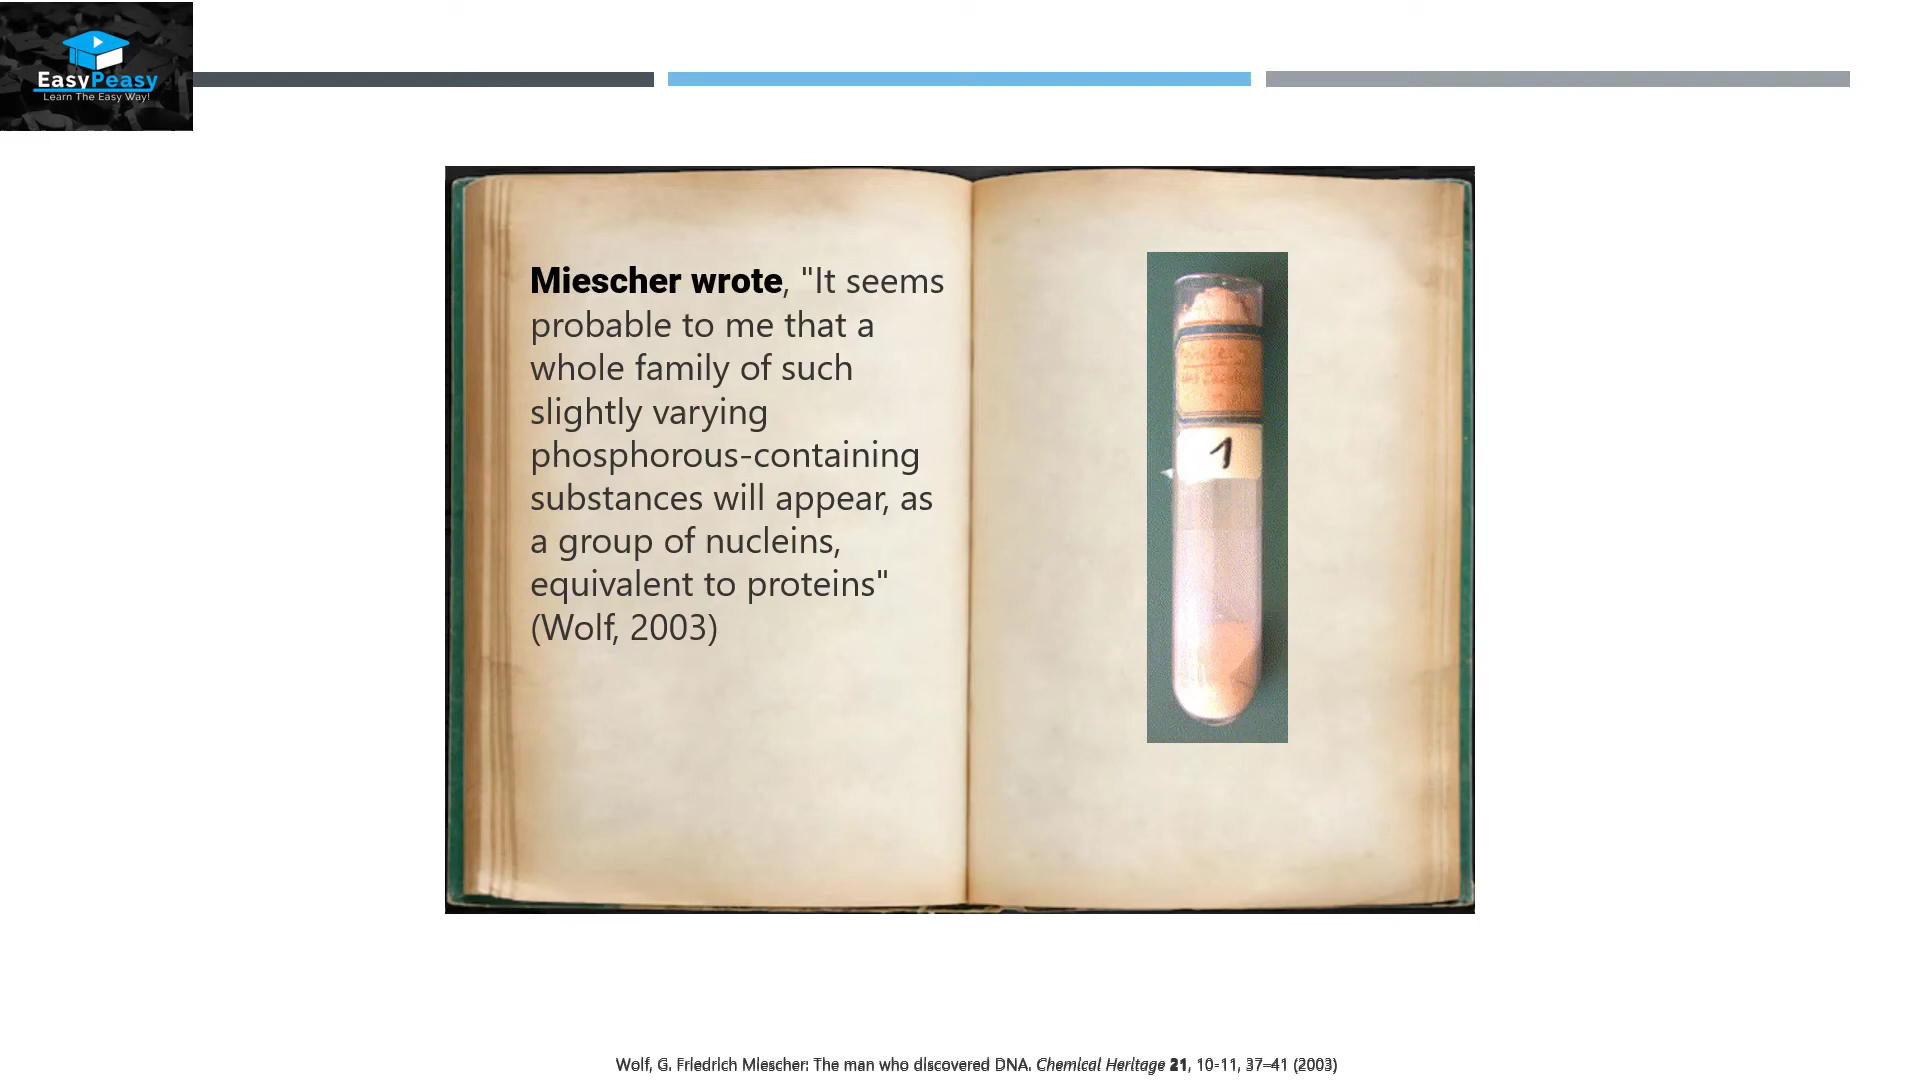 EasyPeasy
Learn The Easy Way!
Miescher wrote, "It seems
probable to me that a
whole family of such
slightly varying
phosphorous-containing
substances will appear, as
a group of nucleins,
equivalent to proteins"
(Wolf, 2003)
1
Wolf, G. Friedrich Miescher: The man who discovered DNA. Chemical Heritage 21, 10-11, 37–41 (2003)